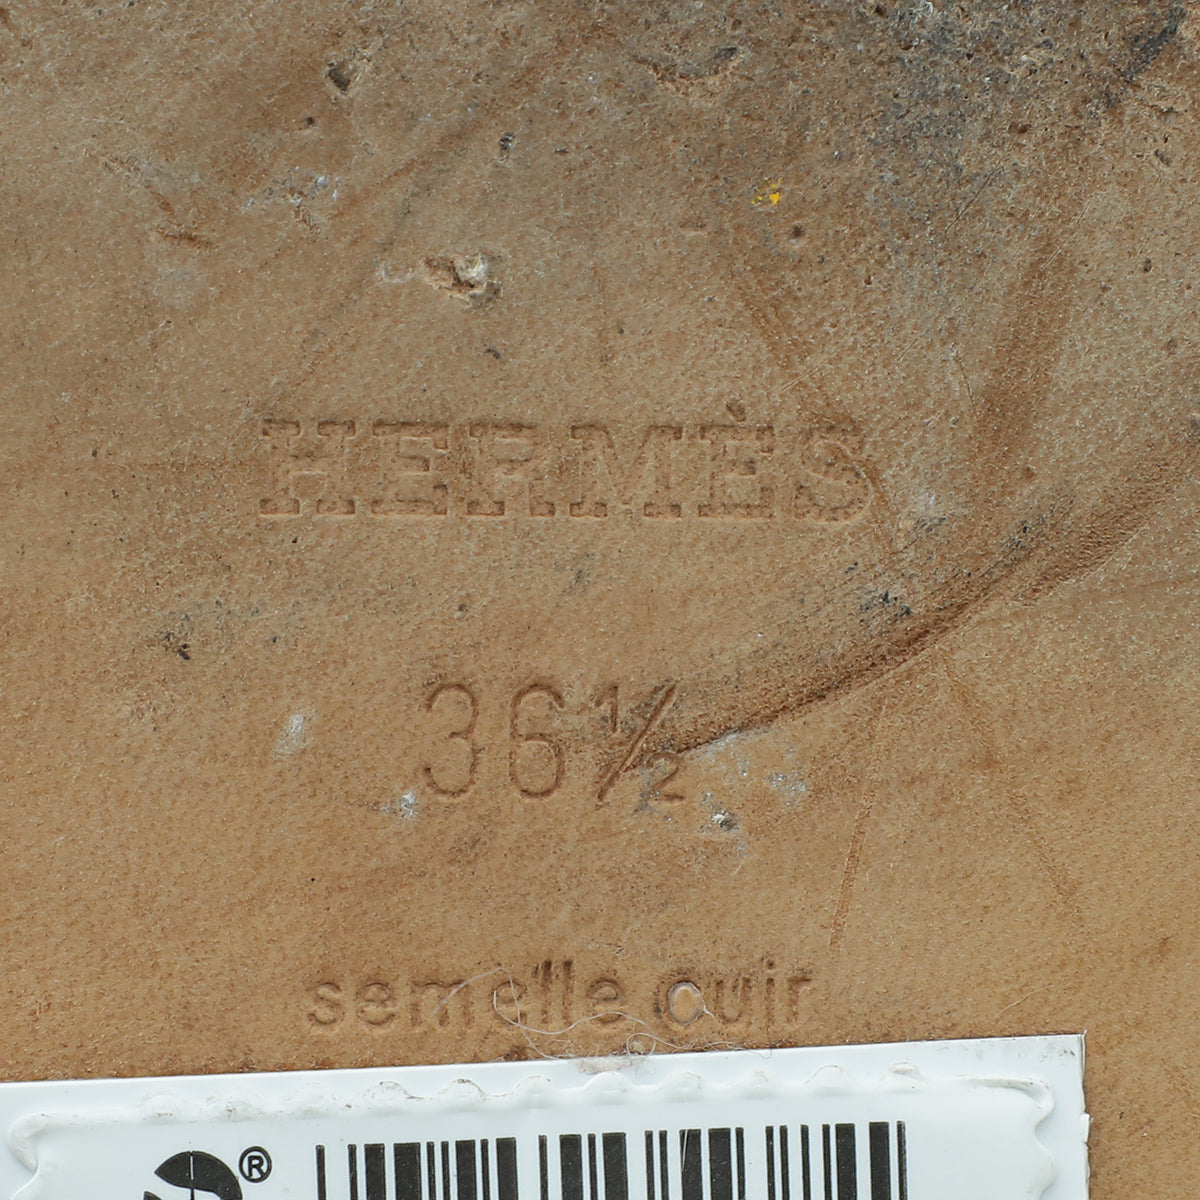 HERMÈS
36½
semelle cuir
®